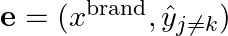 e = (x^brand, ŷ_{j≠k})